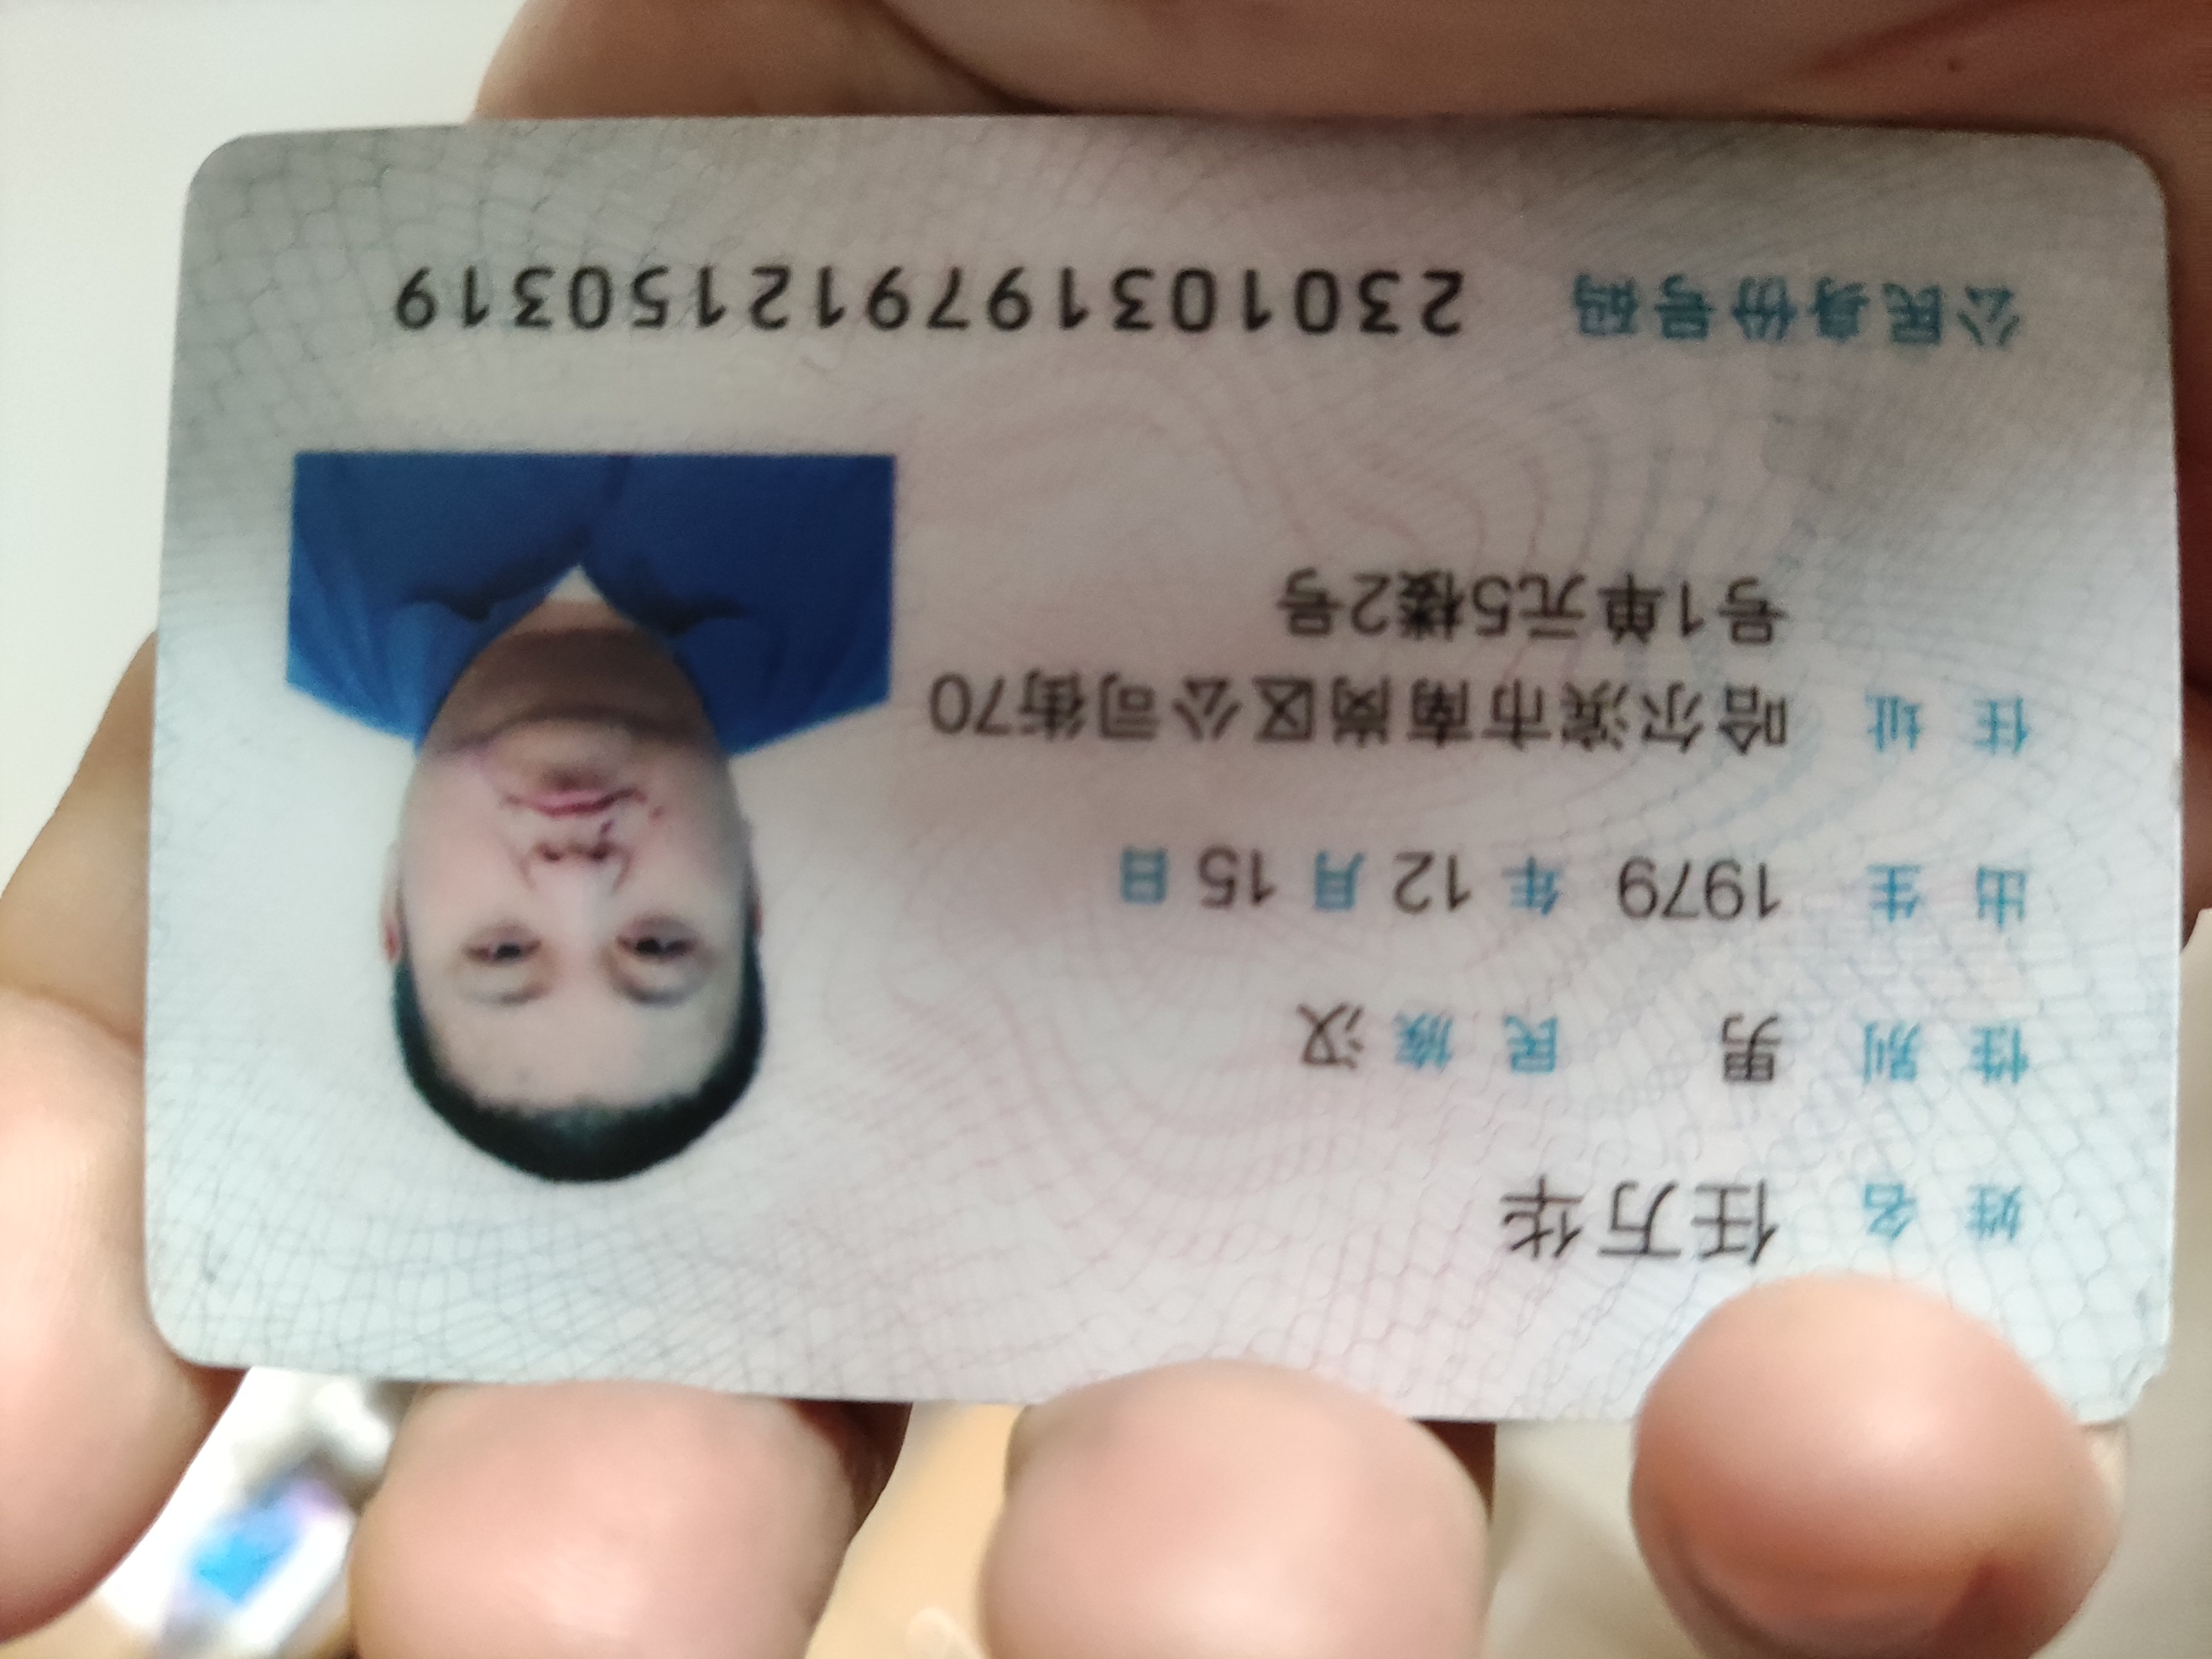 姓名 任万华
性别 男 民族 汉
出生 1979 年 12 月 15 日
住址 哈尔滨市南岗区公司街70
号1单元5楼2号
公民身份号码 230103197912150319